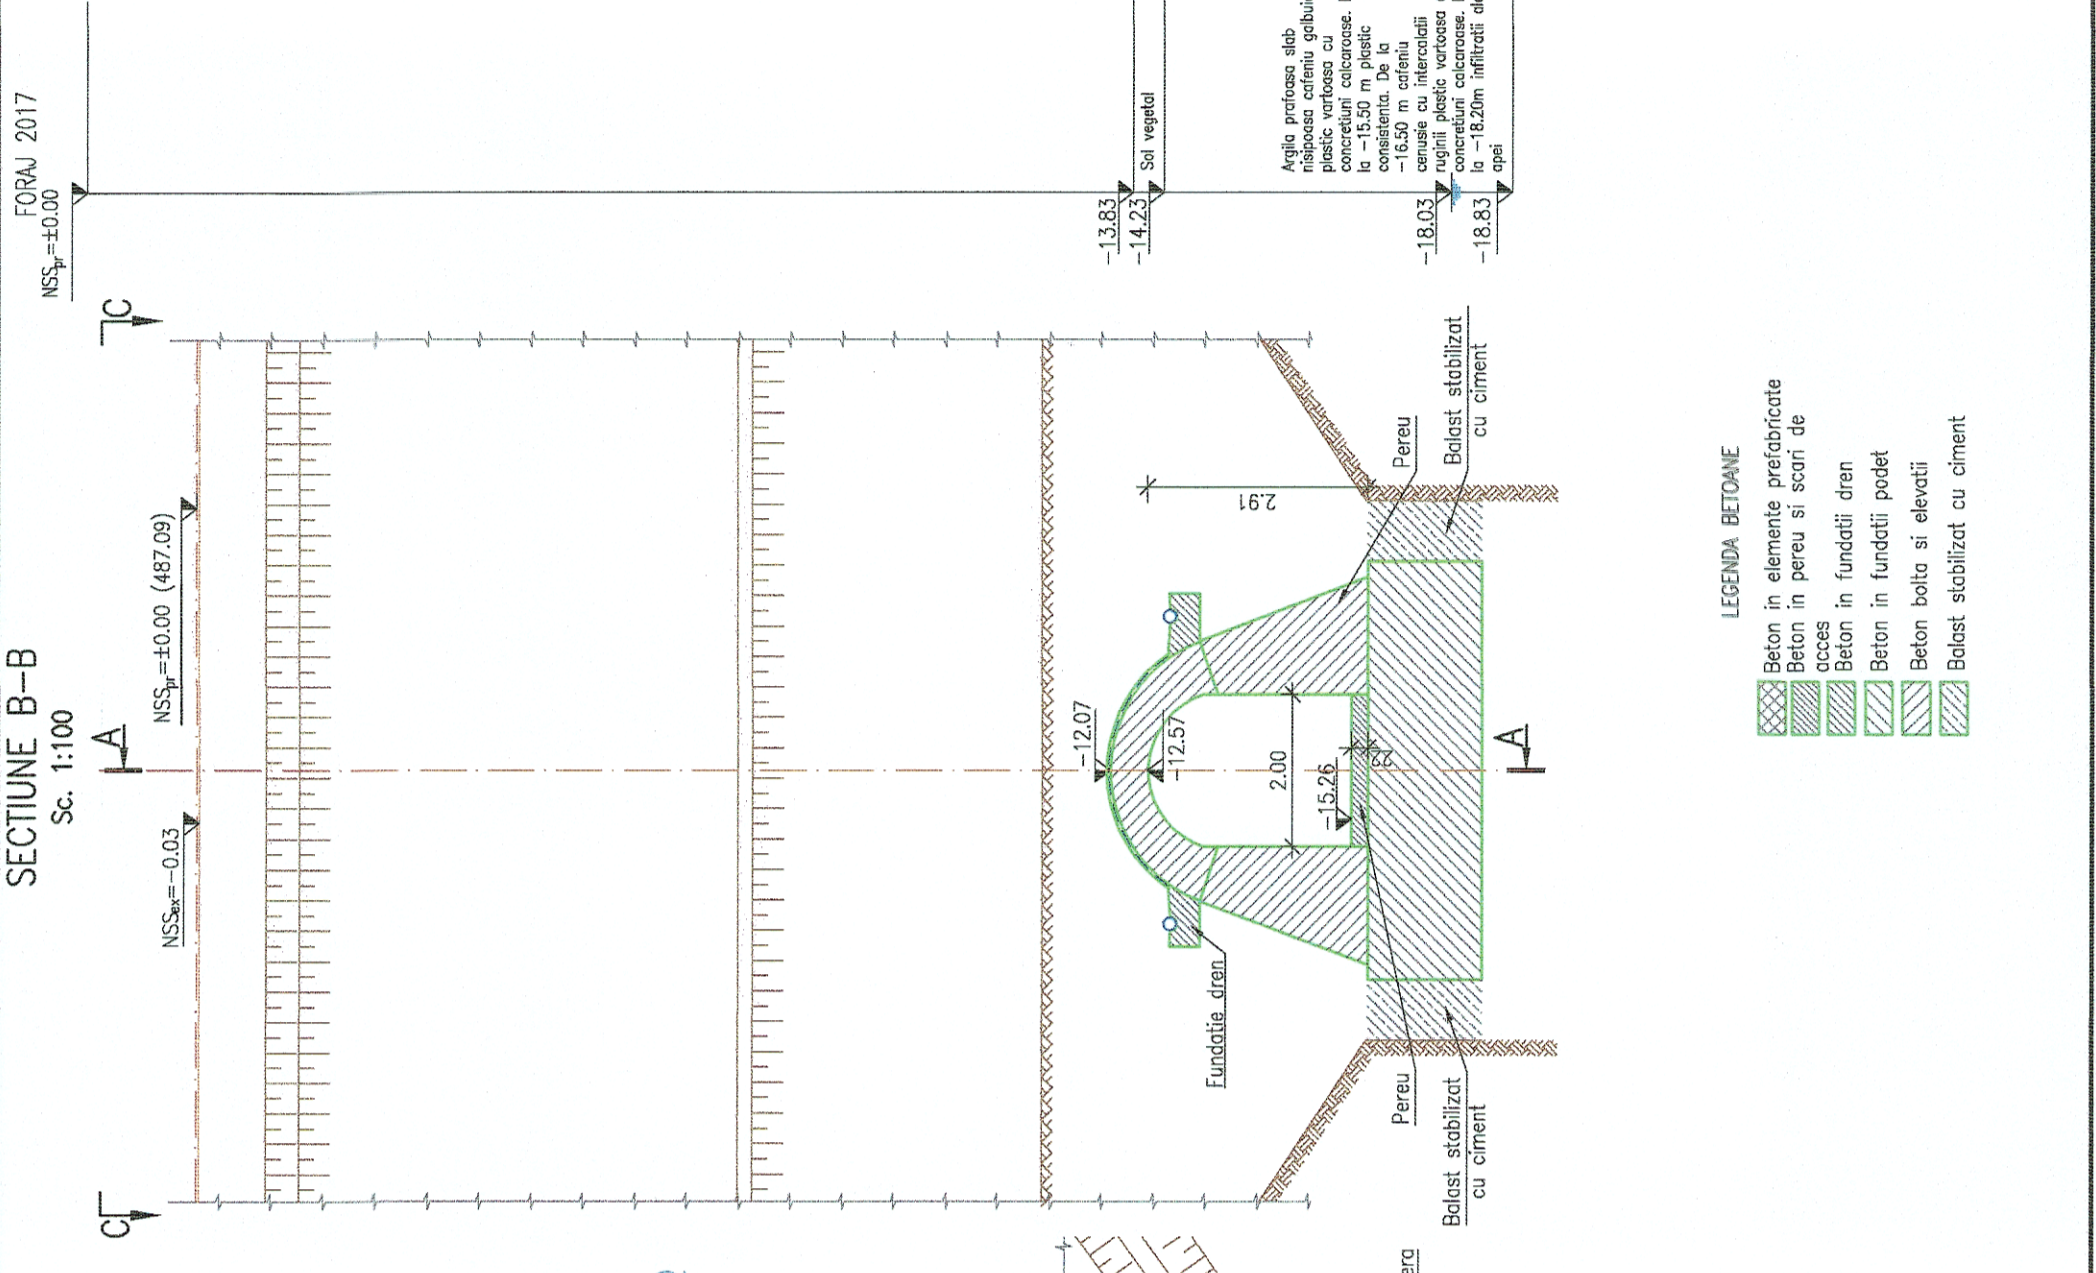 SECTIUNE B-B
Sc. 1:100
A
C
C
NSSex=-0.03
NSSpr=±0.00 (487.09)
-12.07
-12.57
2.00
-15.26
2.91
Fundatie dren
Pereu
Pereu
Balast stabilizat
cu ciment
Balast stabilizat
cu ciment
A
FORAJ 2017
NSSpr=±0.00
-13.83
-14.23
-18.03
-18.83
Sol vegetal
Argila prafoasa slab
nisipoasa cafeniu
plastic vartoasa cu
concretiuni calcaroase.
la -15.50 m plastic
consistenta. De la
-16.50 m cafeniu
cenusie cu intercalatii
ruginii plastic vartoasa
concretiuni calcaroase.
la -18.20m infiltratii
apei
LEGENDA BETOANE
Beton in elemente prefabricate
Beton in pereu si scari de
acces
Beton in fundatii dren
Beton in fundatii podet
Beton bolta si elevatii
Balast stabilizat cu ciment